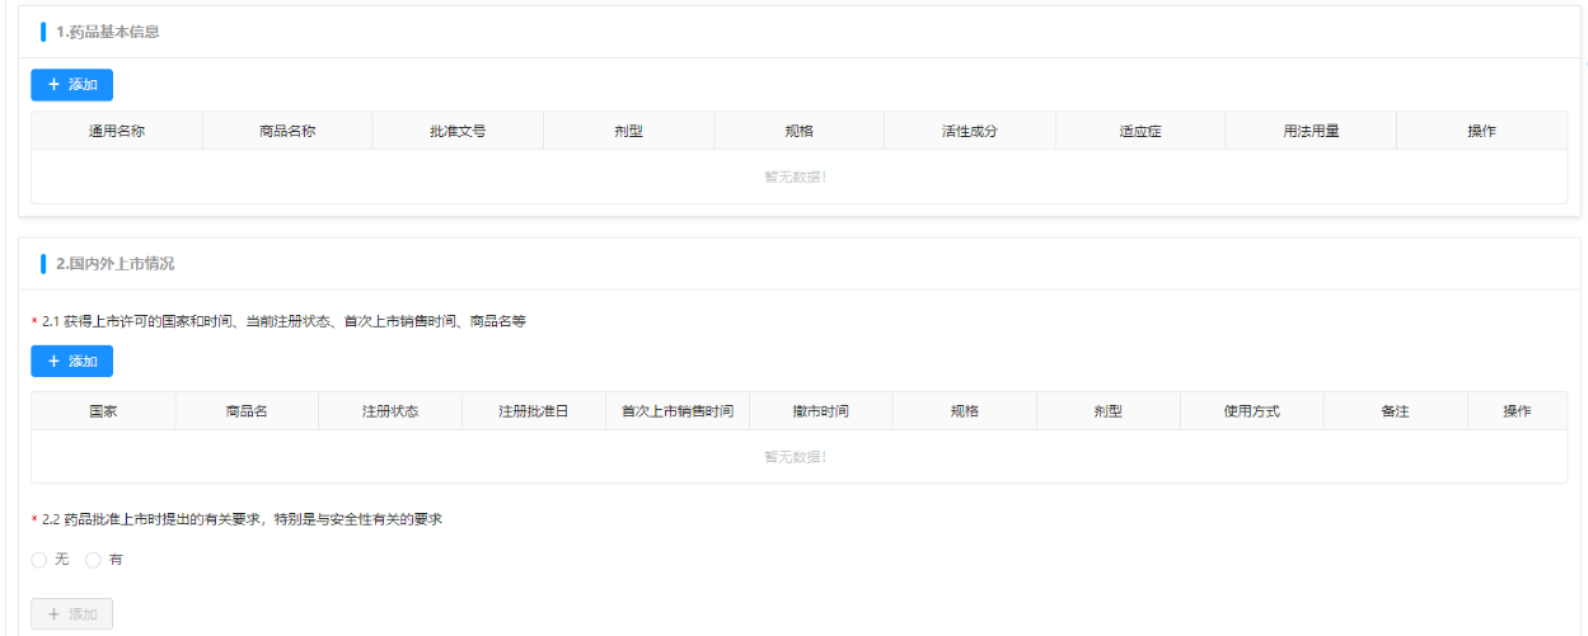 1.药品基本信息
+ 添加
通用名称 商品名称 批准文号 剂型 规格 活性成分 适应症 用法用量 操作
暂无数据!
2.国内外上市情况
* 2.1 获得上市许可的国家和时间、当前注册状态、首次上市销售时间、商品名等
+ 添加
国家 商品名 注册状态 注册批准日 首次上市销售时间 撤市时间 规格 剂型 使用方式 备注 操作
暂无数据!
* 2.2 药品批准上市时提出的有关要求，特别是与安全性有关的要求
无 有
+ 添加